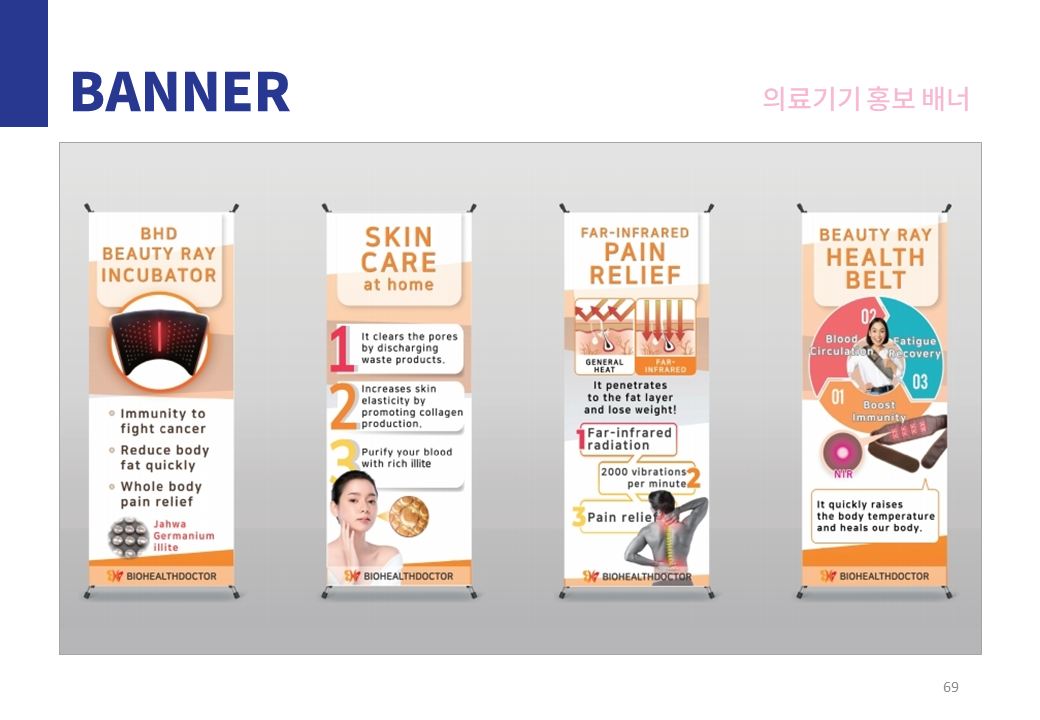 BANNER
의료기기 홍보 배너
BHD
BEAUTY RAY
INCUBATOR
Immunity to
fight cancer
Reduce body
fat quickly
Whole body
pain relief
Jahwa
Germanium
illite
BIOHEALTHDOCTOR
SKIN
CARE
at home
1
It clears the pores
by discharging
waste products.
2
Increases skin
elasticity by
promoting collagen
production.
3
Purify your blood
with rich illite
BIOHEALTHDOCTOR
FAR-INFRARED
PAIN
RELIEF
GENERAL
HEAT
FAR-
INFRARED
It penetrates
to the fat layer
and lose weight!
1
Far-infrared
radiation
2000 vibrations
per minute
2
3
Pain relief
BIOHEALTHDOCTOR
BEAUTY RAY
HEALTH
BELT
02
Blood
Circulation
Fatigue
Recovery
03
01
Boost
Immunity
NIR
It quickly raises
the body temperature
and heals our body.
BIOHEALTHDOCTOR
69